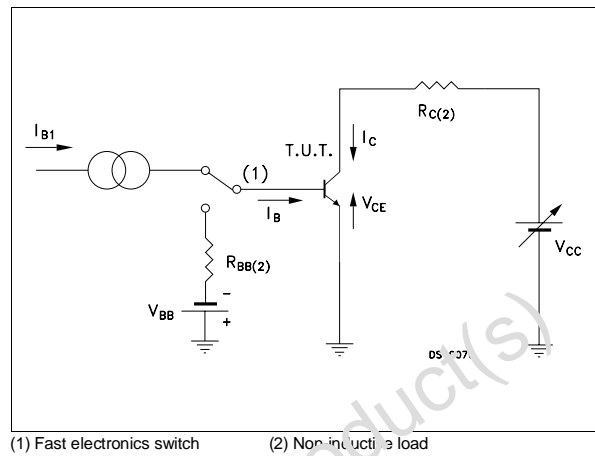 I_B1
(1)
I_B
T.U.T.
I_C
V_CE
R_C(2)
V_CC
R_BB(2)
V_BB
-
+
(1) Fast electronics switch (2) Non-inductive load